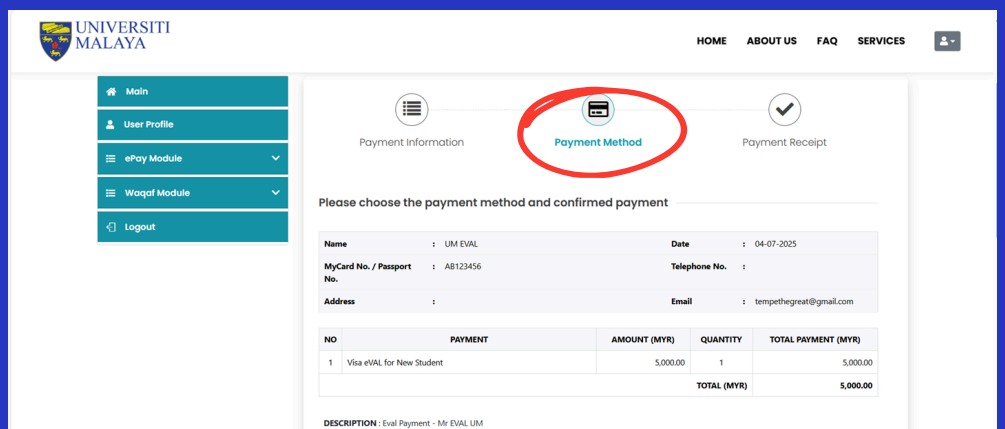 UNIVERSITI
MALAYA
HOME ABOUT US FAQ SERVICES
Main
User Profile
ePay Module
Waqaf Module
Logout
Payment Information Payment Method Payment Receipt
Please choose the payment method and confirmed payment
Name : UM EVAL Date : 04-07-2025
MyCard No. / Passport No. : AB123456 Telephone No. :
Address : Email : tempethegreat@gmail.com
NO PAYMENT AMOUNT (MYR) QUANTITY TOTAL PAYMENT (MYR)
1 Visa eVAL for New Student 5,000.00 1 5,000.00
TOTAL (MYR) 5,000.00
DESCRIPTION : Eval Payment - Mr EVAL UM